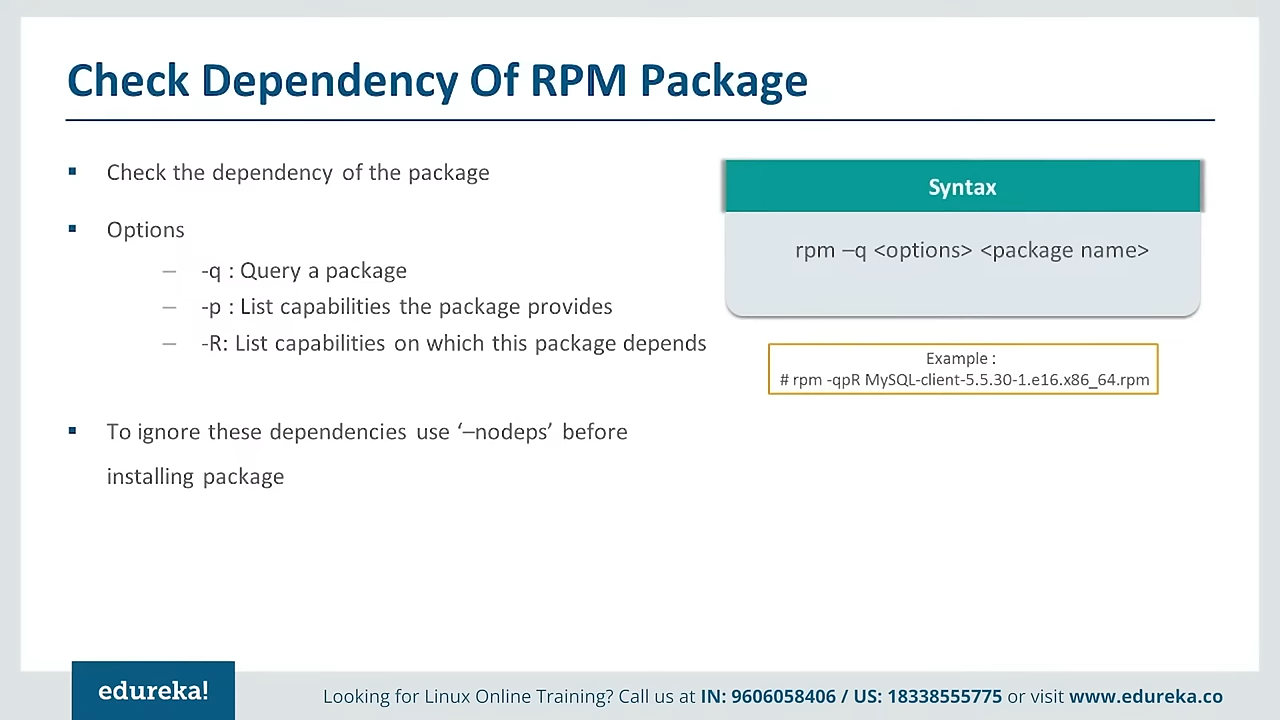 Check Dependency Of RPM Package
Check the dependency of the package
Options
– -q : Query a package
– -p : List capabilities the package provides
– -R: List capabilities on which this package depends
To ignore these dependencies use ‘–nodeps’ before
installing package
Syntax
rpm –q <options> <package name>
Example :
# rpm -qpR MySQL-client-5.5.30-1.e16.x86_64.rpm
edureka!
Looking for Linux Online Training? Call us at IN: 9606058406 / US: 18338555775 or visit www.edureka.co